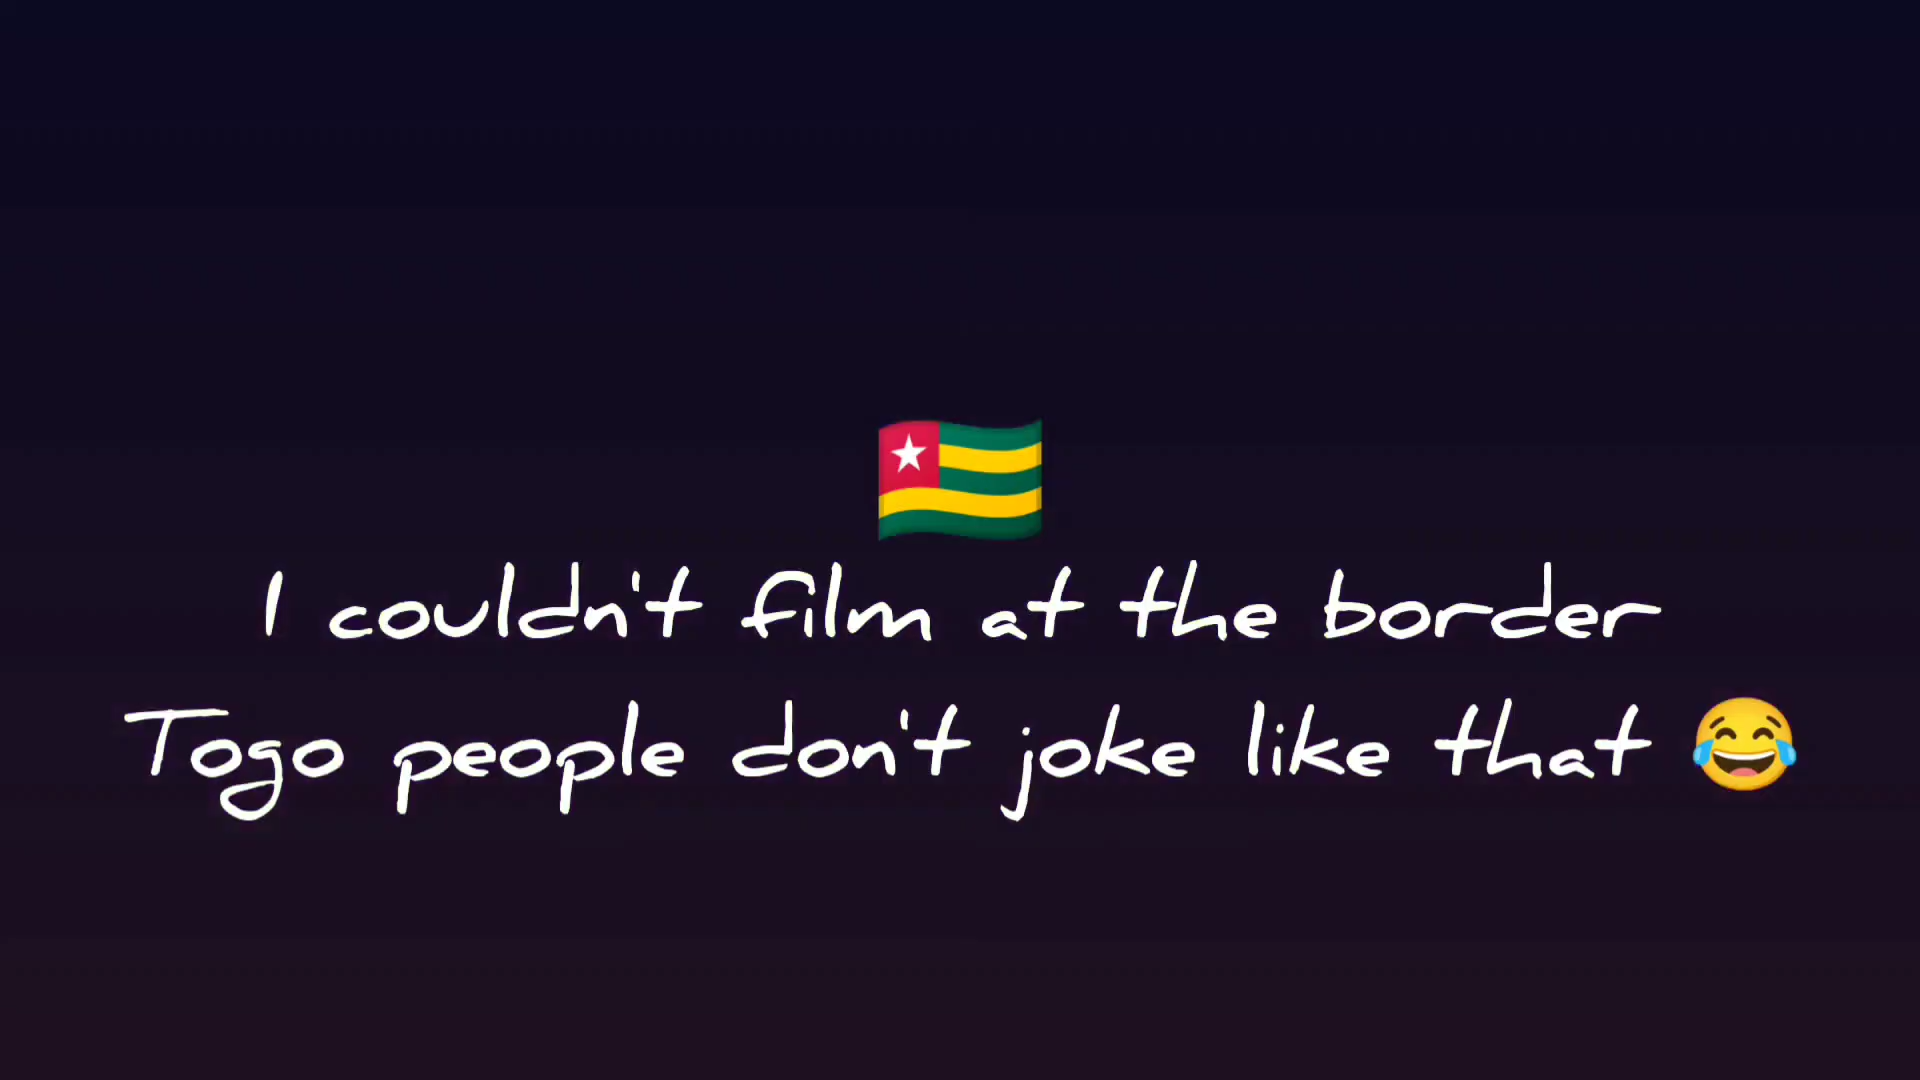 🇹🇬
I couldn't film at the border
Togo people don't joke like that 😂